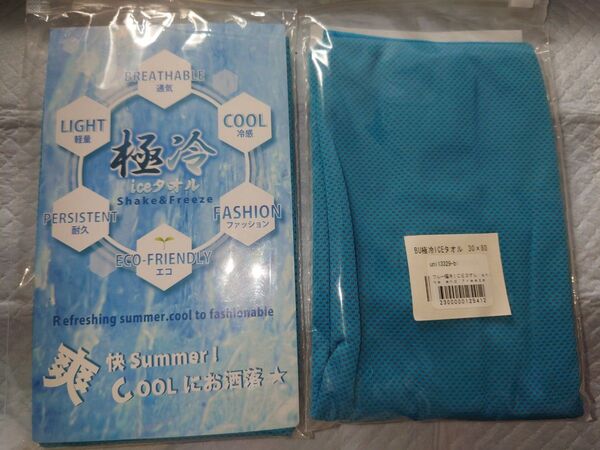 BREATHABLE
通気
LIGHT
軽量
COOL
冷感
極冷
iceタオル
Shake&Freeze
PERSISTENT
耐久
FASHION
ファッション
ECO-FRIENDLY
エコ
Refreshing summer.cool to fashionable
爽快Summer!
COOLにお洒落★
BU極冷ICEタオル 30×80
uni13329-b
2300000125412